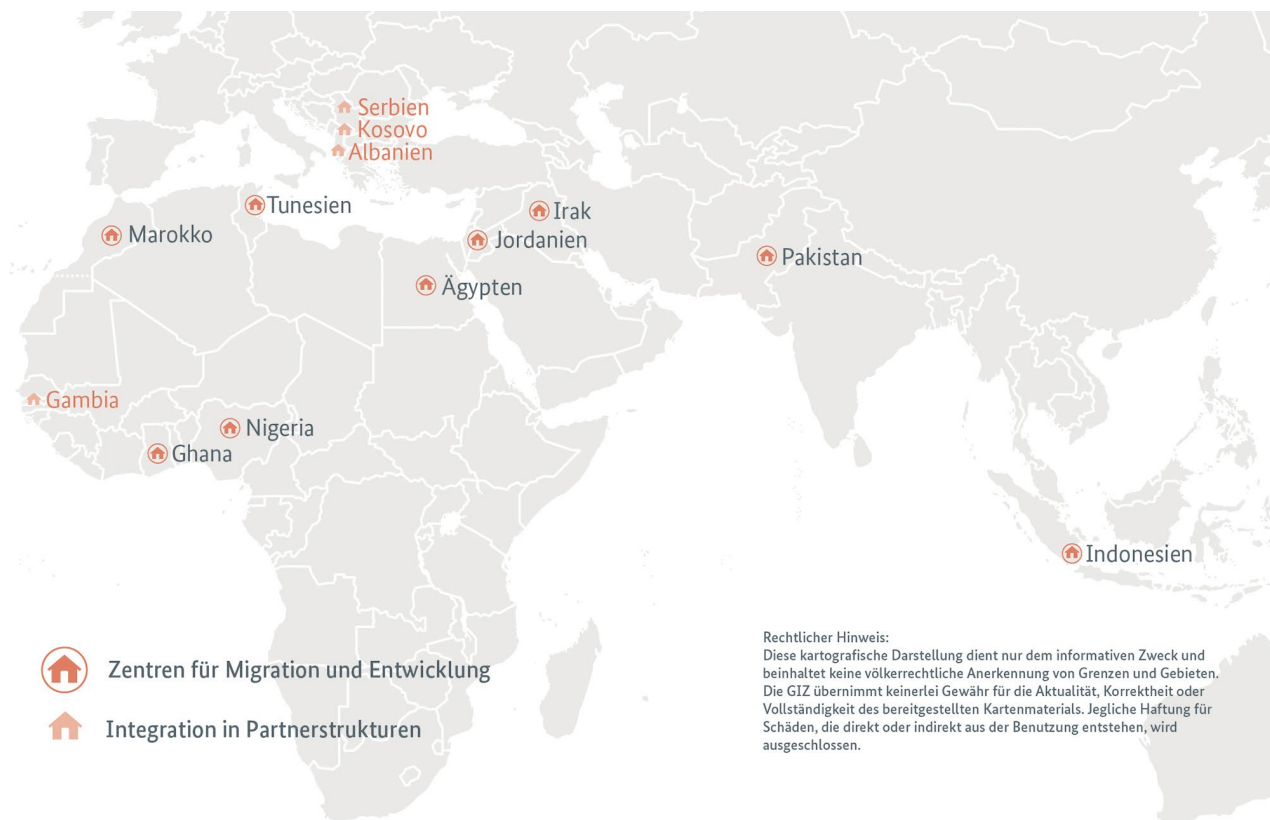 Serbien
Kosovo
Albanien
Tunesien
Irak
Marokko
Jordanien
Pakistan
Ägypten
Gambia
Nigeria
Ghana
Indonesien
Zentren für Migration und Entwicklung
Integration in Partnerstrukturen
Rechtlicher Hinweis:
Diese kartografische Darstellung dient nur dem informativen Zweck und
beinhaltet keine völkerrechtliche Anerkennung von Grenzen und Gebieten.
Die GIZ übernimmt keinerlei Gewähr für die Aktualität, Korrektheit oder
Vollständigkeit des bereitgestellten Kartenmaterials. Jegliche Haftung für
Schäden, die direkt oder indirekt aus der Benutzung entstehen, wird
ausgeschlossen.